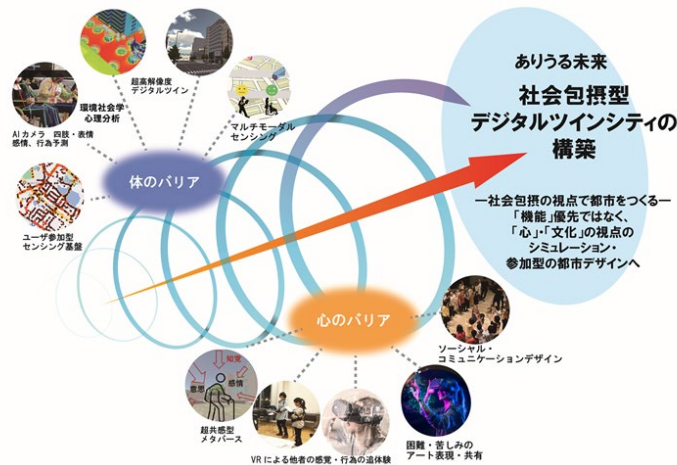 ありうる未来
社会包摂型
デジタルツインシティの
構築
―社会包摂の視点で都市をつくる―
「機能」優先ではなく、
「心」・「文化」の視点の
シミュレーション・
参加型の都市デザインへ
超高解像度
デジタルツイン
環境社会学
心理分析
AIカメラ 四肢・表情
感情、行為予測
マルチモーダル
センシング
体のバリア
ユーザ参加型
センシング基盤
心のバリア
ソーシャル・
コミュニケーションデザイン
知覚
意思
感情
超共感型
メタバース
VRによる他者の感覚・行為の追体験
困難・苦しみの
アート表現・共有